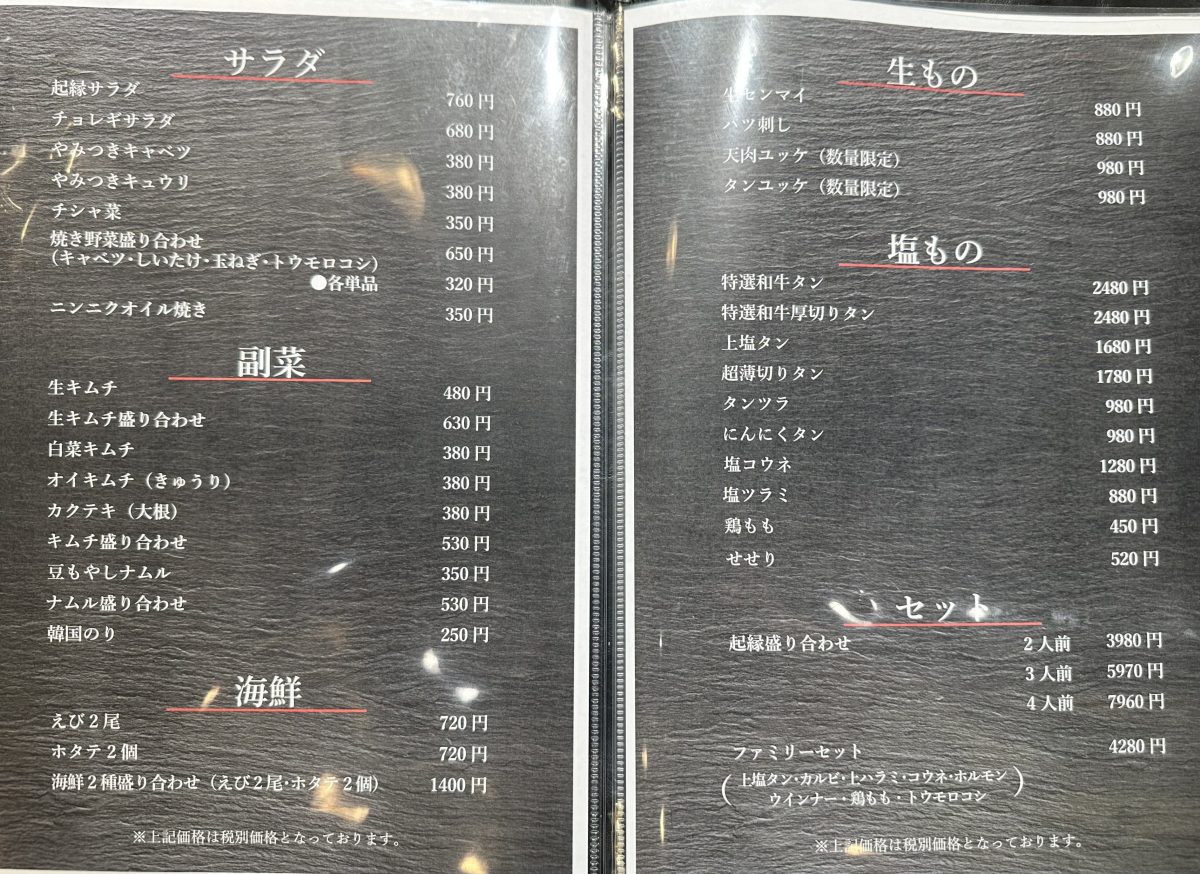 サラダ
起縁サラダ 760円
チョレギサラダ 680円
やみつきキャベツ 380円
やみつきキュウリ 380円
チシャ菜 350円
焼き野菜盛り合わせ 650円
(キャベツ・しいたけ・玉ねぎ・トウモロコシ)
●各単品 320円
ニンニクオイル焼き 350円
副菜
生キムチ 480円
生キムチ盛り合わせ 630円
白菜キムチ 380円
オイキムチ（きゅうり） 380円
カクテキ（大根） 380円
キムチ盛り合わせ 530円
豆もやしナムル 350円
ナムル盛り合わせ 530円
韓国のり 250円
海鮮
えび２尾 720円
ホタテ２個 720円
海鮮２種盛り合わせ（えび２尾・ホタテ２個） 1400円
※上記価格は税別価格となっております。
生もの
生センマイ 880円
ハツ刺し 880円
天肉ユッケ（数量限定） 980円
タンユッケ（数量限定） 980円
塩もの
特選和牛タン 2480円
特選和牛厚切りタン 2480円
上塩タン 1680円
超薄切りタン 1780円
タンツラ 980円
にんにくタン 980円
塩コウネ 1280円
塩ツラミ 880円
鶏もも 450円
せせり 520円
セット
起縁盛り合わせ ２人前 3980円
３人前 5970円
４人前 7960円
ファミリーセット 4280円
(上塩タン・カルビ・上ハラミ・コウネ・ホルモン
ウインナー・鶏もも・トウモロコシ)
※上記価格は税別価格となっております。